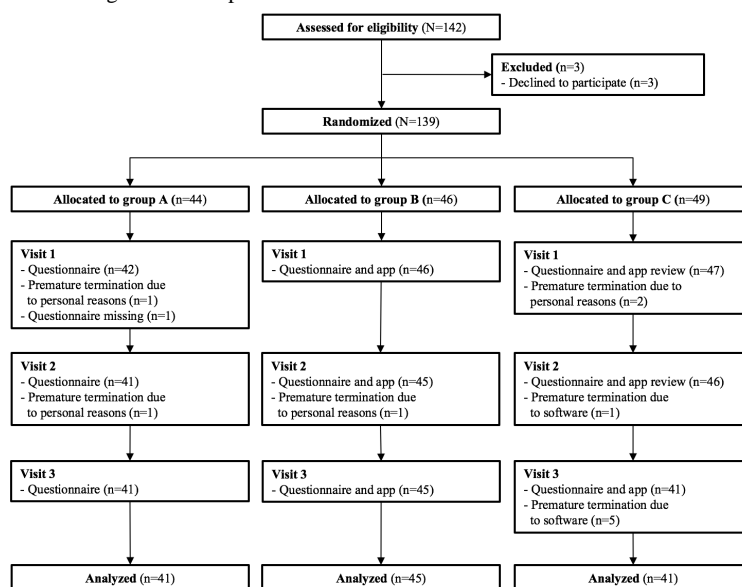 Assessed for eligibility (N=142)
Excluded (n=3)
- Declined to participate (n=3)
Randomized (N=139)
Allocated to group A (n=44)
Allocated to group B (n=46)
Allocated to group C (n=49)
Visit 1
- Questionnaire (n=42)
- Premature termination due
to personal reasons (n=1)
- Questionnaire missing (n=1)
Visit 1
- Questionnaire and app (n=46)
Visit 1
- Questionnaire and app review (n=47)
- Premature termination due to
personal reasons (n=2)
Visit 2
- Questionnaire (n=41)
- Premature termination due
to personal reasons (n=1)
Visit 2
- Questionnaire and app (n=45)
- Premature termination due
to personal reasons (n=1)
Visit 2
- Questionnaire and app review (n=46)
- Premature termination due
to software (n=1)
Visit 3
- Questionnaire (n=41)
Visit 3
- Questionnaire and app (n=45)
Visit 3
- Questionnaire and app (n=41)
- Premature termination due
to software (n=5)
Analyzed (n=41)
Analyzed (n=45)
Analyzed (n=41)